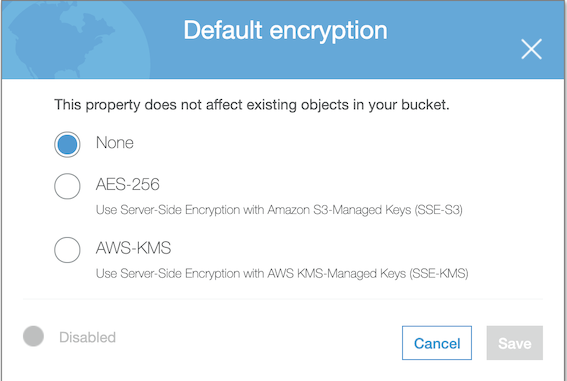 Default encryption
This property does not affect existing objects in your bucket.
None
AES-256
Use Server-Side Encryption with Amazon S3-Managed Keys (SSE-S3)
AWS-KMS
Use Server-Side Encryption with AWS KMS-Managed Keys (SSE-KMS)
Disabled
Cancel
Save